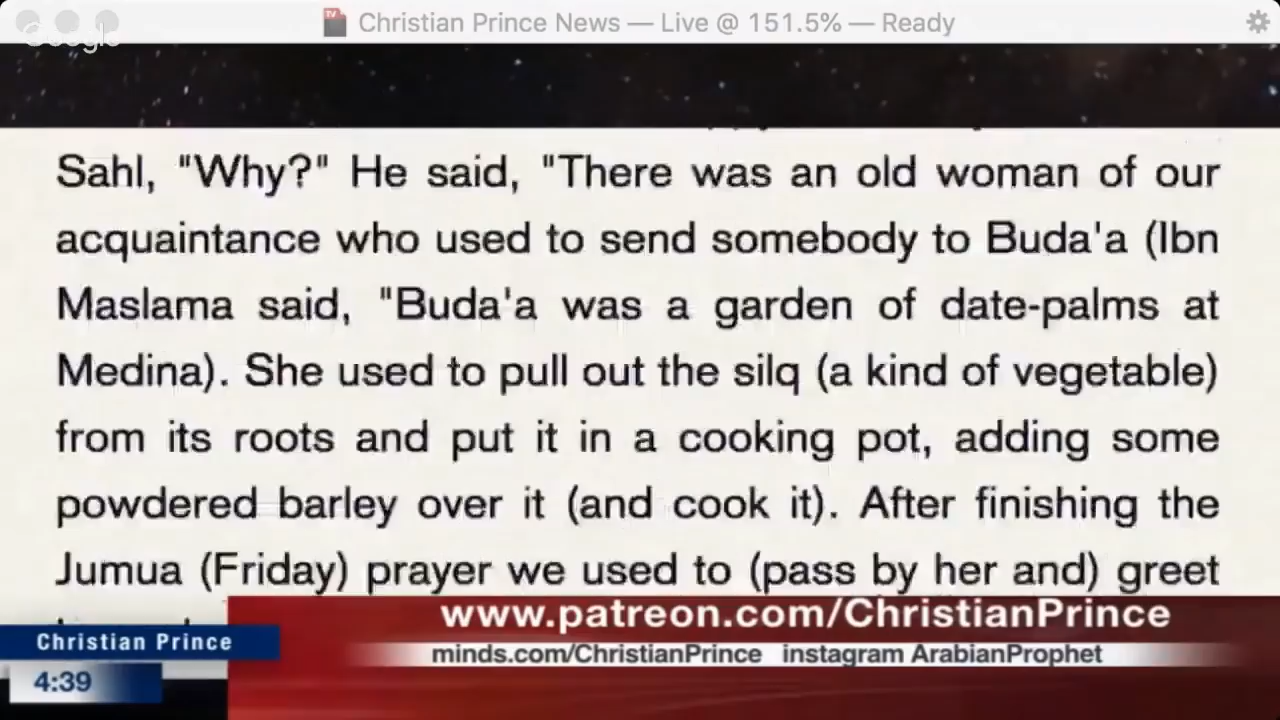 Christian Prince News — Live @ 151.5% — Ready
Google
Sahl, "Why?" He said, "There was an old woman of our
acquaintance who used to send somebody to Buda'a (Ibn
Maslama said, "Buda'a was a garden of date-palms at
Medina). She used to pull out the silq (a kind of vegetable)
from its roots and put it in a cooking pot, adding some
powdered barley over it (and cook it). After finishing the
Jumua (Friday) prayer we used to (pass by her and) greet
www.patreon.com/ChristianPrince
Christian Prince
minds.com/ChristianPrince instagram ArabianProphet
4:39